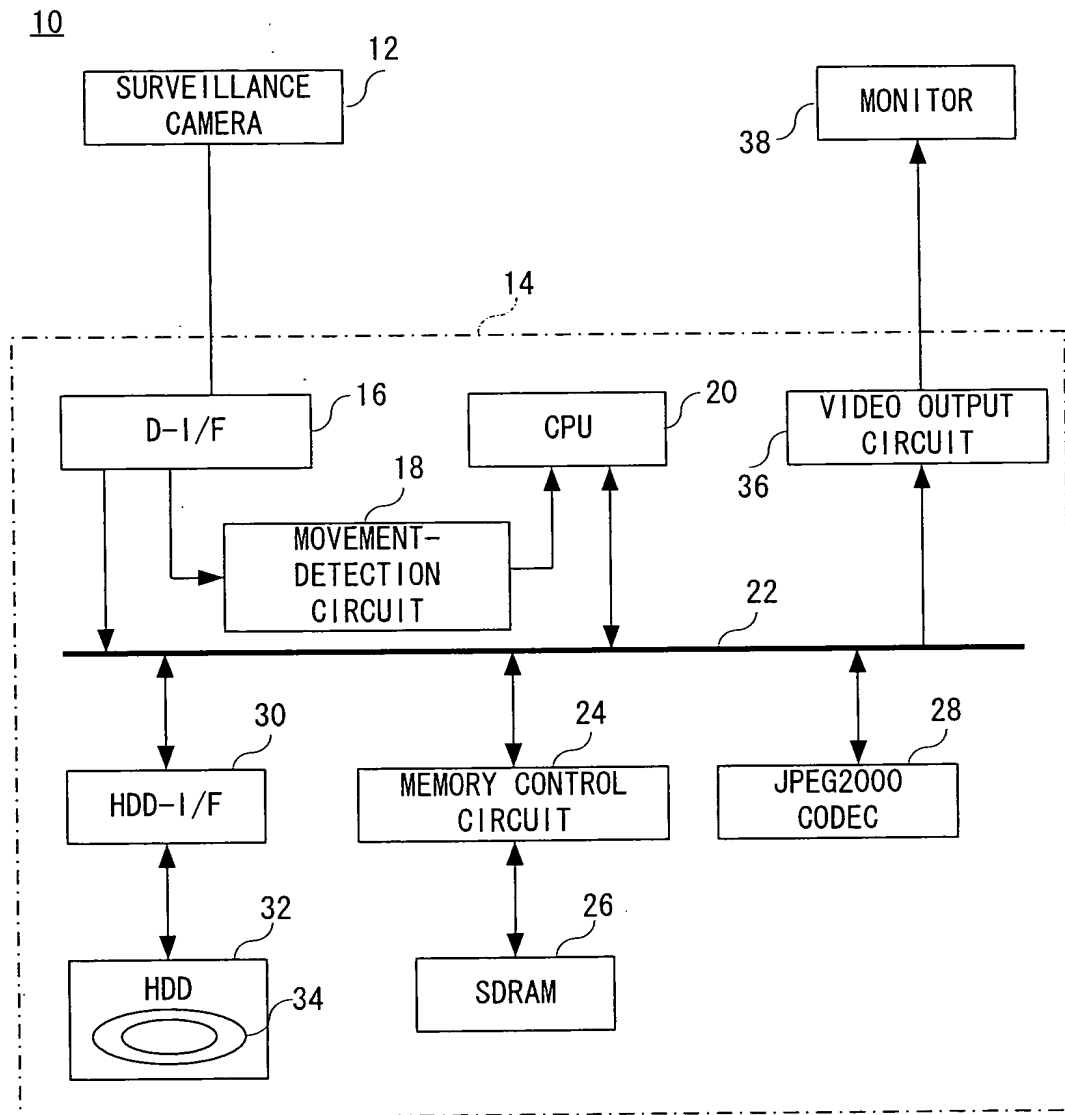 10
SURVEILLANCE
CAMERA
12
MONITOR
38
14
D-I/F
16
CPU
20
VIDEO OUTPUT
CIRCUIT
36
18
MOVEMENT-
DETECTION
CIRCUIT
22
30
HDD-I/F
24
MEMORY CONTROL
CIRCUIT
28
JPEG2000
CODEC
32
HDD
34
26
SDRAM